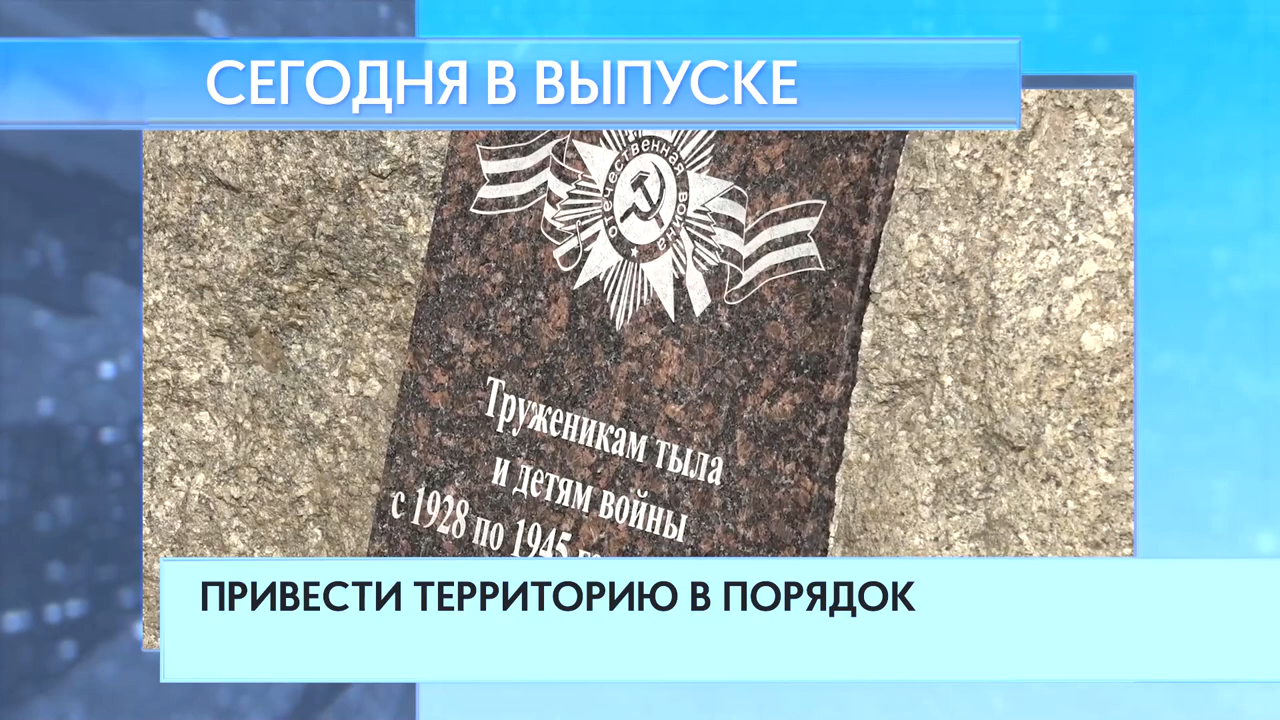 СЕГОДНЯ В ВЫПУСКЕ
отечественная война
Труженикам тыла
и детям войны
с 1928 по 1945
ПРИВЕСТИ ТЕРРИТОРИЮ В ПОРЯДОК